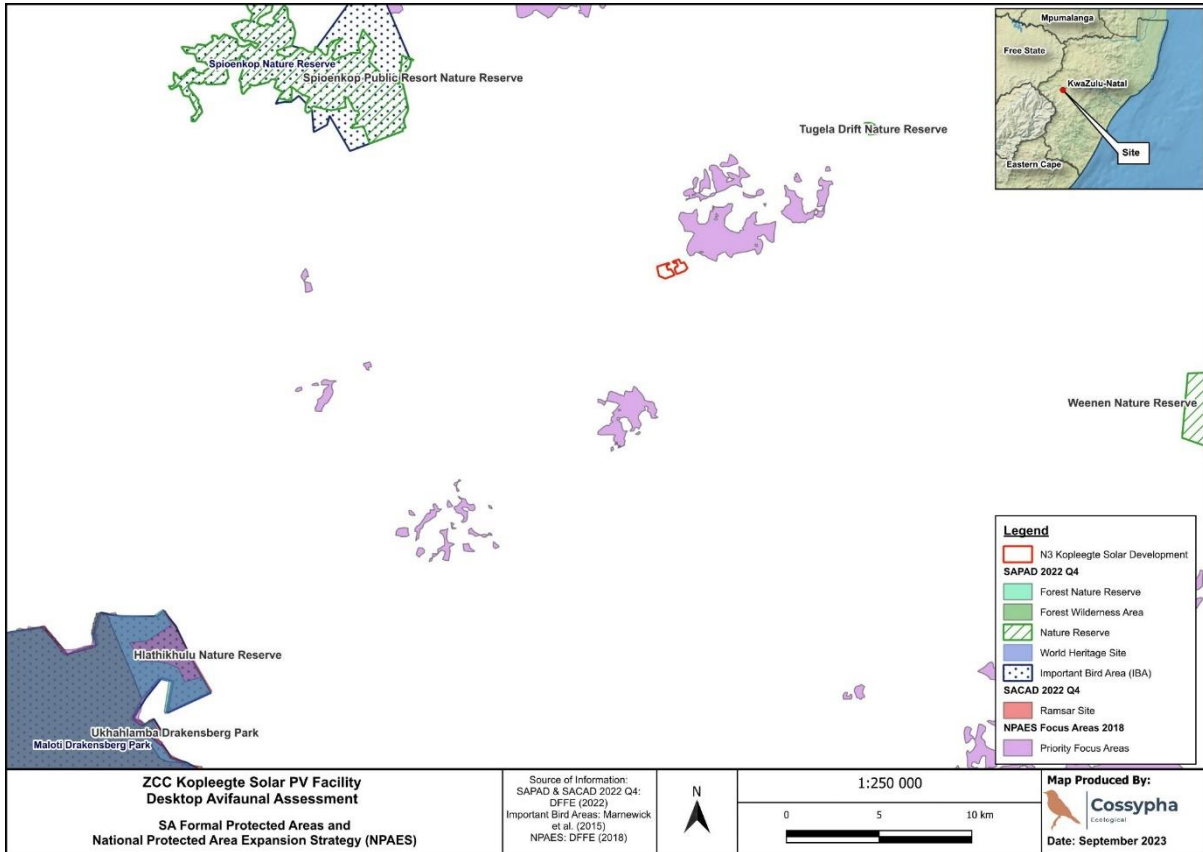 Spioenkop Nature Reserve
Spioenkop Public Resort Nature Reserve
Tugela Drift Nature Reserve
Weenen Nature Reserve
Hlathikhulu Nature Reserve
Ukhahlamba Drakensberg Park
Maloti Drakensberg Park
Mpumalanga
Free State
KwaZulu-Natal
Site
Eastern Cape
Legend
N3 Kopleegte Solar Development
SAPAD 2022 Q4
Forest Nature Reserve
Forest Wilderness Area
Nature Reserve
World Heritage Site
Important Bird Area (IBA)
SACAD 2022 Q4
Ramsar Site
NPAES Focus Areas 2018
Priority Focus Areas
ZCC Kopleegte Solar PV Facility
Desktop Avifaunal Assessment
SA Formal Protected Areas and
National Protected Area Expansion Strategy (NPAES)
Source of Information:
SAPAD & SACAD 2022 Q4:
DFFE (2022)
Important Bird Areas: Marnewick
et al. (2015)
NPAES: DFFE (2018)
N
1:250 000
0 5 10 km
Map Produced By:
Cossypha
Ecological
Date: September 2023